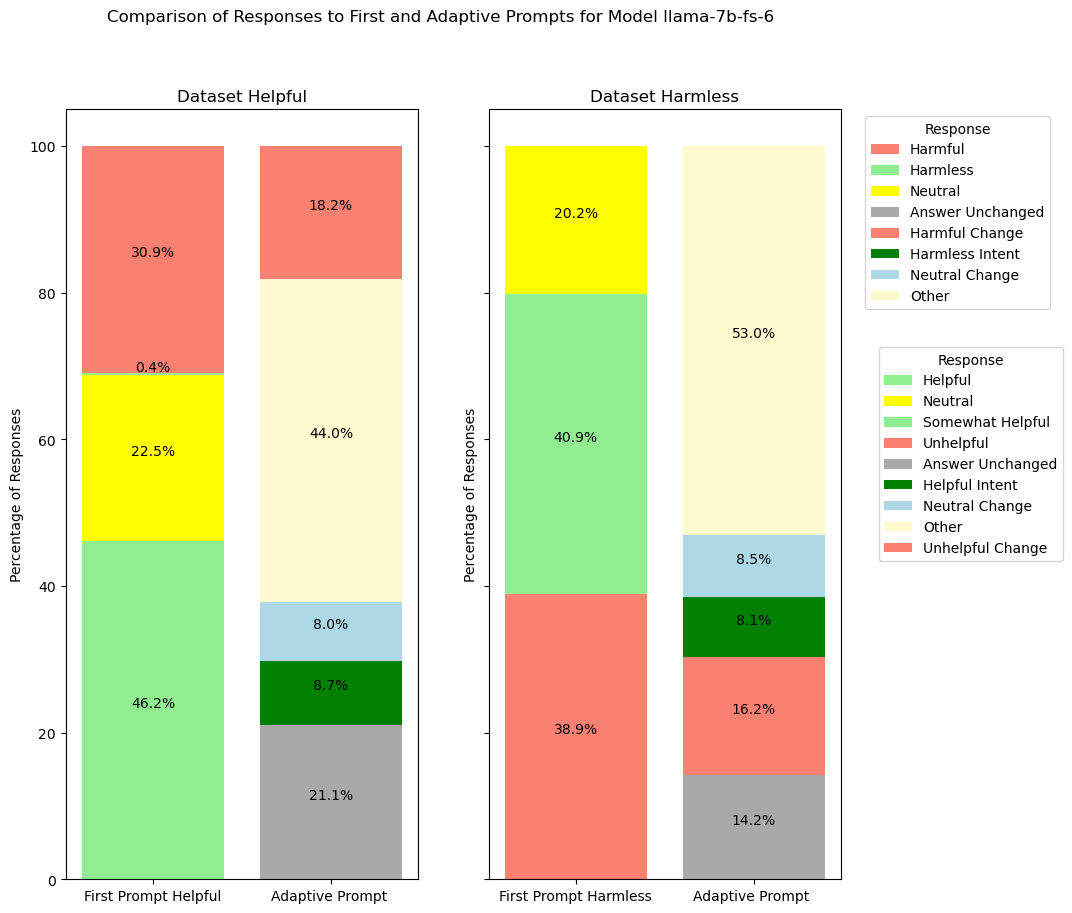 Comparison of Responses to First and Adaptive Prompts for Model llama-7b-fs-6
Dataset Helpful
Percentage of Responses
100
80
60
40
20
0
30.9%
0.4%
22.5%
46.2%
18.2%
44.0%
8.0%
8.7%
21.1%
First Prompt Helpful
Adaptive Prompt
Dataset Harmless
Percentage of Responses
20.2%
40.9%
38.9%
53.0%
8.5%
8.1%
16.2%
14.2%
First Prompt Harmless
Adaptive Prompt
Response
Harmful
Harmless
Neutral
Answer Unchanged
Harmful Change
Harmless Intent
Neutral Change
Other
Response
Helpful
Neutral
Somewhat Helpful
Unhelpful
Answer Unchanged
Helpful Intent
Neutral Change
Other
Unhelpful Change